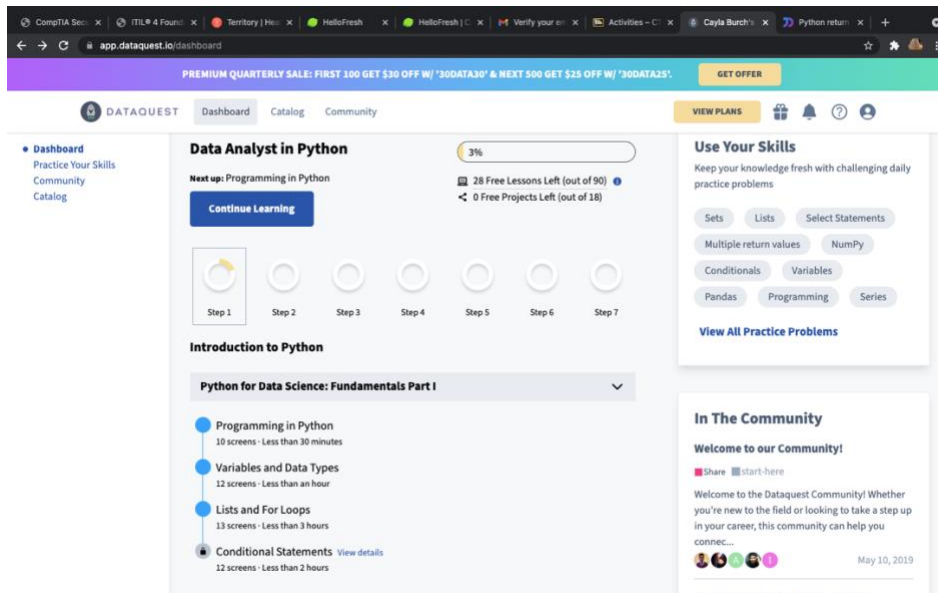 CompTIA Sec
ITIL® 4 Found
Territory | Hea
HelloFresh
HelloFresh | C
Verify your em
Activities – CT
Cayla Burch's
Python return
app.dataquest.io/dashboard
PREMIUM QUARTERLY SALE: FIRST 100 GET $30 OFF W/ '30DATA30' & NEXT 500 GET $25 OFF W/ '30DATA25'.
GET OFFER
DATAQUEST
Dashboard
Catalog
Community
VIEW PLANS
Dashboard
Practice Your Skills
Community
Catalog
Data Analyst in Python
Next up: Programming in Python
Continue Learning
3%
28 Free Lessons Left (out of 90)
0 Free Projects Left (out of 18)
Step 1
Step 2
Step 3
Step 4
Step 5
Step 6
Step 7
Introduction to Python
Python for Data Science: Fundamentals Part I
Programming in Python
10 screens · Less than 30 minutes
Variables and Data Types
12 screens · Less than an hour
Lists and For Loops
13 screens · Less than 3 hours
Conditional Statements View details
12 screens · Less than 2 hours
Use Your Skills
Keep your knowledge fresh with challenging daily
practice problems
Sets
Lists
Select Statements
Multiple return values
NumPy
Conditionals
Variables
Pandas
Programming
Series
View All Practice Problems
In The Community
Welcome to our Community!
Share start-here
Welcome to the Dataquest Community! Whether
you're new to the field or looking to take a step up
in your career, this community can help you
connec...
May 10, 2019